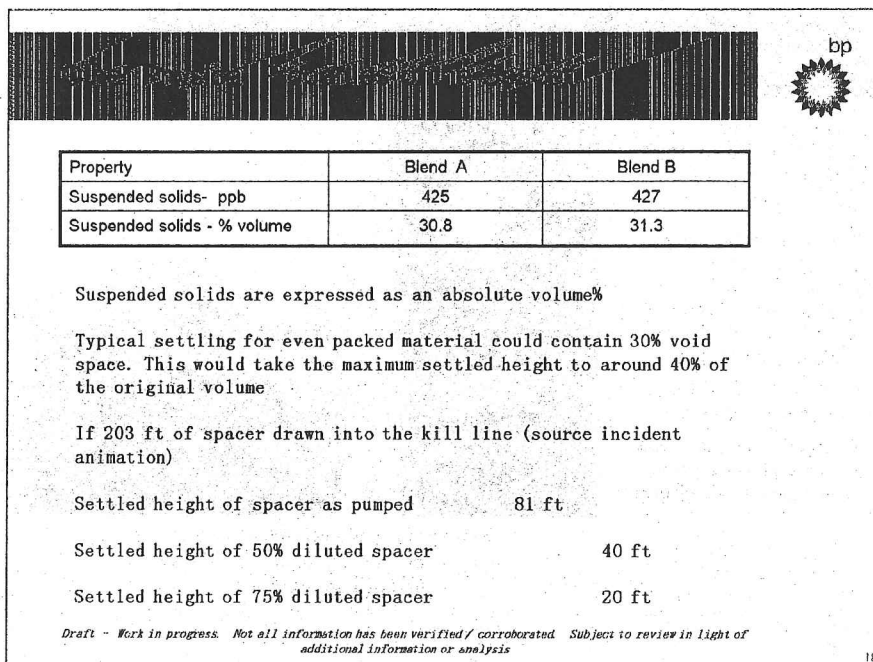 bp
Property Blend A Blend B
Suspended solids- ppb 425 427
Suspended solids - % volume 30.8 31.3
Suspended solids are expressed as an absolute volume%
Typical settling for even packed material could contain 30% void
space. This would take the maximum settled height to around 40% of
the original volume
If 203 ft of spacer drawn into the kill line (source incident
animation)
Settled height of spacer as pumped 81 ft
Settled height of 50% diluted spacer 40 ft
Settled height of 75% diluted spacer 20 ft
Draft - Work in progress. Not all information has been verified/ corroborated. Subject to review in light of
additional information or analysis